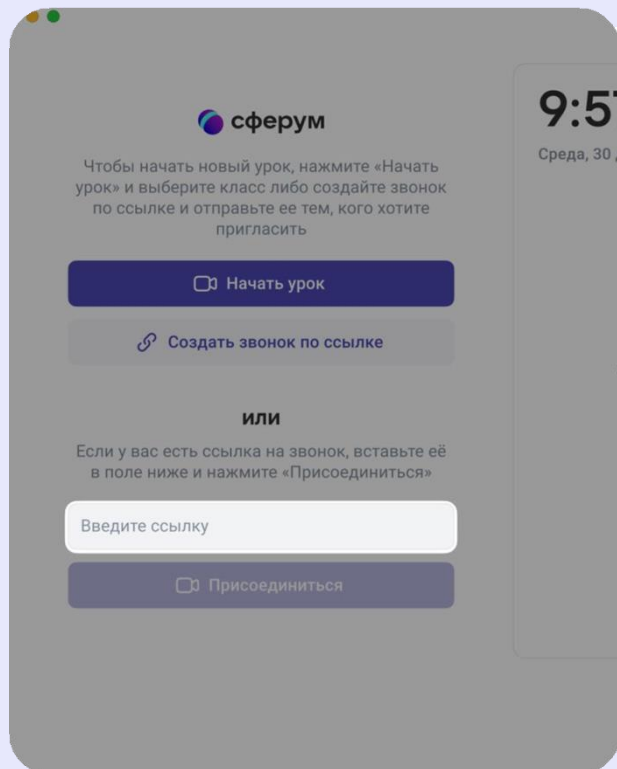 сферум
Чтобы начать новый урок, нажмите «Начать
урок» и выберите класс либо создайте звонок
по ссылке и отправьте ее тем, кого хотите
пригласить
Начать урок
Создать звонок по ссылке
или
Если у вас есть ссылка на звонок, вставьте её
в поле ниже и нажмите «Присоединиться»
Введите ссылку
Присоединиться
9:5
Среда, 30